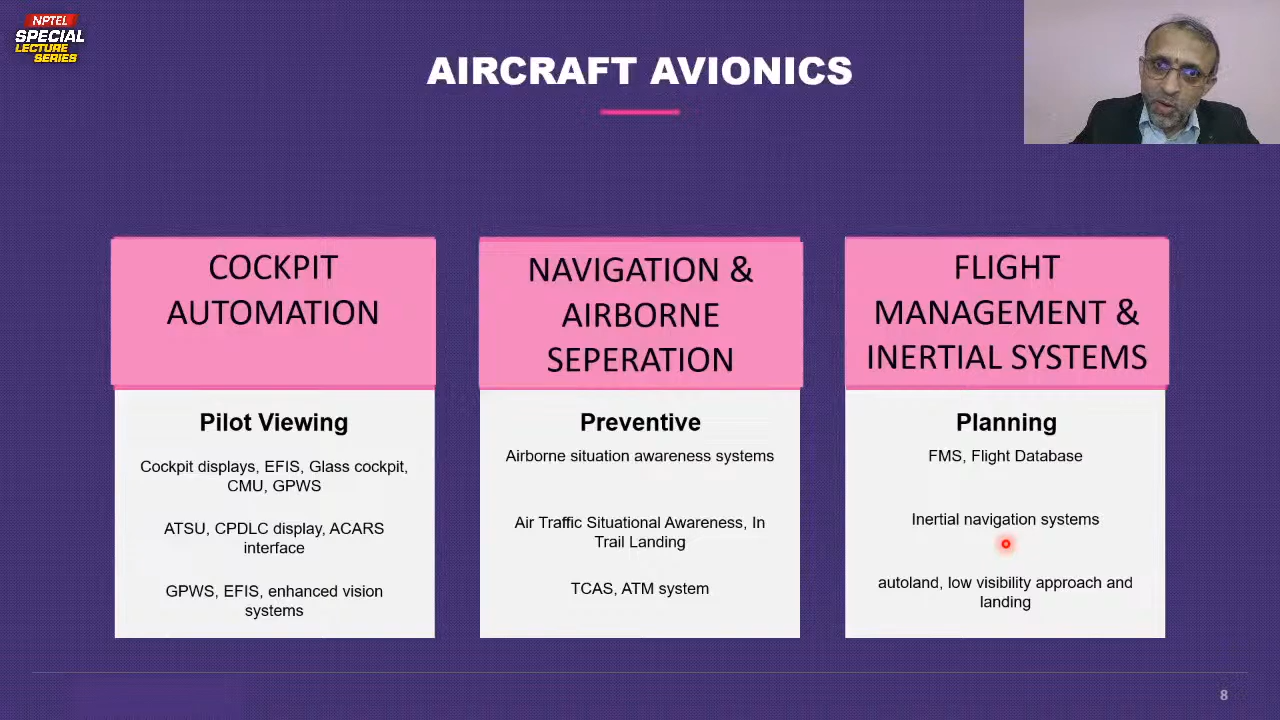 NPTEL
SPECIAL
LECTURE
SERIES
AIRCRAFT AVIONICS
COCKPIT
AUTOMATION
Pilot Viewing
Cockpit displays, EFIS, Glass cockpit,
CMU, GPWS
ATSU, CPDLC display, ACARS
interface
GPWS, EFIS, enhanced vision
systems
NAVIGATION &
AIRBORNE
SEPERATION
Preventive
Airborne situation awareness systems
Air Traffic Situational Awareness, In
Trail Landing
TCAS, ATM system
FLIGHT
MANAGEMENT &
INERTIAL SYSTEMS
Planning
FMS, Flight Database
Inertial navigation systems
autoland, low visibility approach and
landing
8